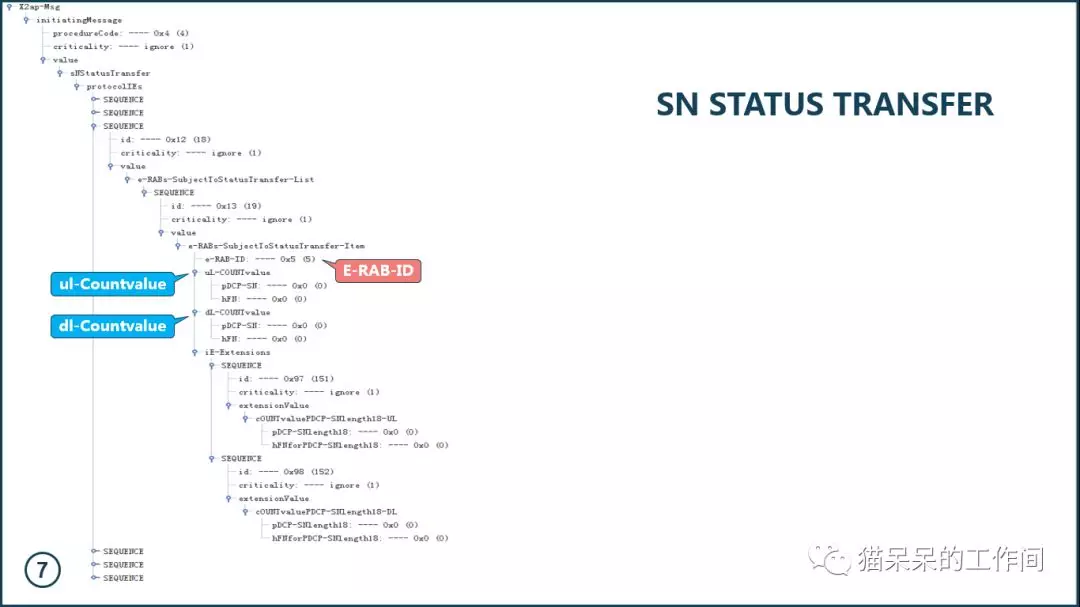 X2ap-Msg
initiatingMessage
procedureCode: ---- 0x4 (4)
criticality: ---- ignore (1)
value
sNStatusTransfer
protocolIEs
SEQUENCE
SEQUENCE
SEQUENCE
id: ---- 0x12 (18)
criticality: ---- ignore (1)
value
e-RABs-SubjectToStatusTransfer-List
SEQUENCE
id: ---- 0x13 (19)
criticality: ---- ignore (1)
value
e-RABs-SubjectToStatusTransfer-Item
e-RAB-ID: ---- 0x5 (5)
uL-COUNTvalue
pDCP-SN: ---- 0x0 (0)
hFN: ---- 0x0 (0)
dL-COUNTvalue
pDCP-SN: ---- 0x0 (0)
hFN: ---- 0x0 (0)
iE-Extensions
SEQUENCE
id: ---- 0x97 (151)
criticality: ---- ignore (1)
extensionValue
cOUNTvaluePDCP-SNlength18-UL
pDCP-SNlength18: ---- 0x0 (0)
hFNforPDCP-SNlength18: ---- 0x0 (0)
SEQUENCE
id: ---- 0x98 (152)
criticality: ---- ignore (1)
extensionValue
cOUNTvaluePDCP-SNlength18-DL
pDCP-SNlength18: ---- 0x0 (0)
hFNforPDCP-SNlength18: ---- 0x0 (0)
SEQUENCE
SEQUENCE
SEQUENCE
SN STATUS TRANSFER
E-RAB-ID
ul-Countvalue
dl-Countvalue
7
猫呆呆的工作间